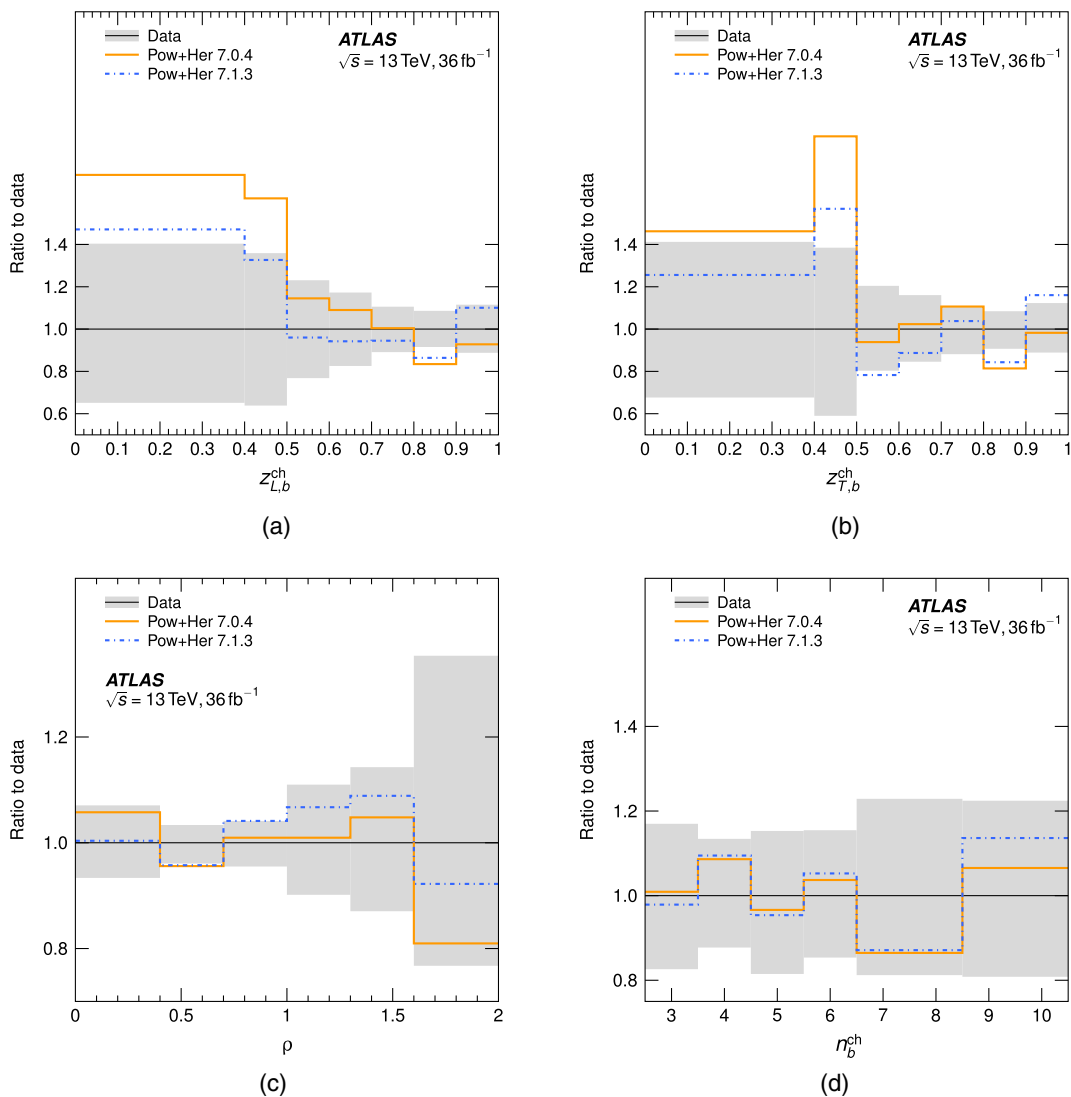 Data
Pow+Her 7.0.4
Pow+Her 7.1.3
ATLAS
√s = 13 TeV, 36 fb⁻¹
Ratio to data
1.4
1.2
1.0
0.8
0.6
0 0.1 0.2 0.3 0.4 0.5 0.6 0.7 0.8 0.9 1
z_{L,b}^{ch}
(a)
Data
Pow+Her 7.0.4
Pow+Her 7.1.3
ATLAS
√s = 13 TeV, 36 fb⁻¹
Ratio to data
1.4
1.2
1.0
0.8
0.6
0 0.1 0.2 0.3 0.4 0.5 0.6 0.7 0.8 0.9 1
z_{T,b}^{ch}
(b)
Data
Pow+Her 7.0.4
Pow+Her 7.1.3
ATLAS
√s = 13 TeV, 36 fb⁻¹
Ratio to data
1.2
1.0
0.8
0 0.5 1 1.5 2
ρ
(c)
Data
Pow+Her 7.0.4
Pow+Her 7.1.3
ATLAS
√s = 13 TeV, 36 fb⁻¹
Ratio to data
1.4
1.2
1.0
0.8
3 4 5 6 7 8 9 10
n_b^{ch}
(d)